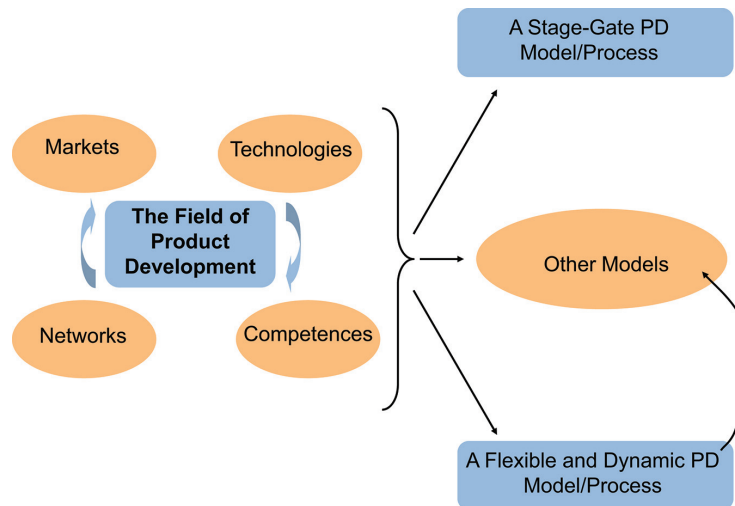 A Stage-Gate PD
Model/Process
Markets
Technologies
The Field of
Product
Development
Networks
Competences
Other Models
A Flexible and Dynamic PD
Model/Process